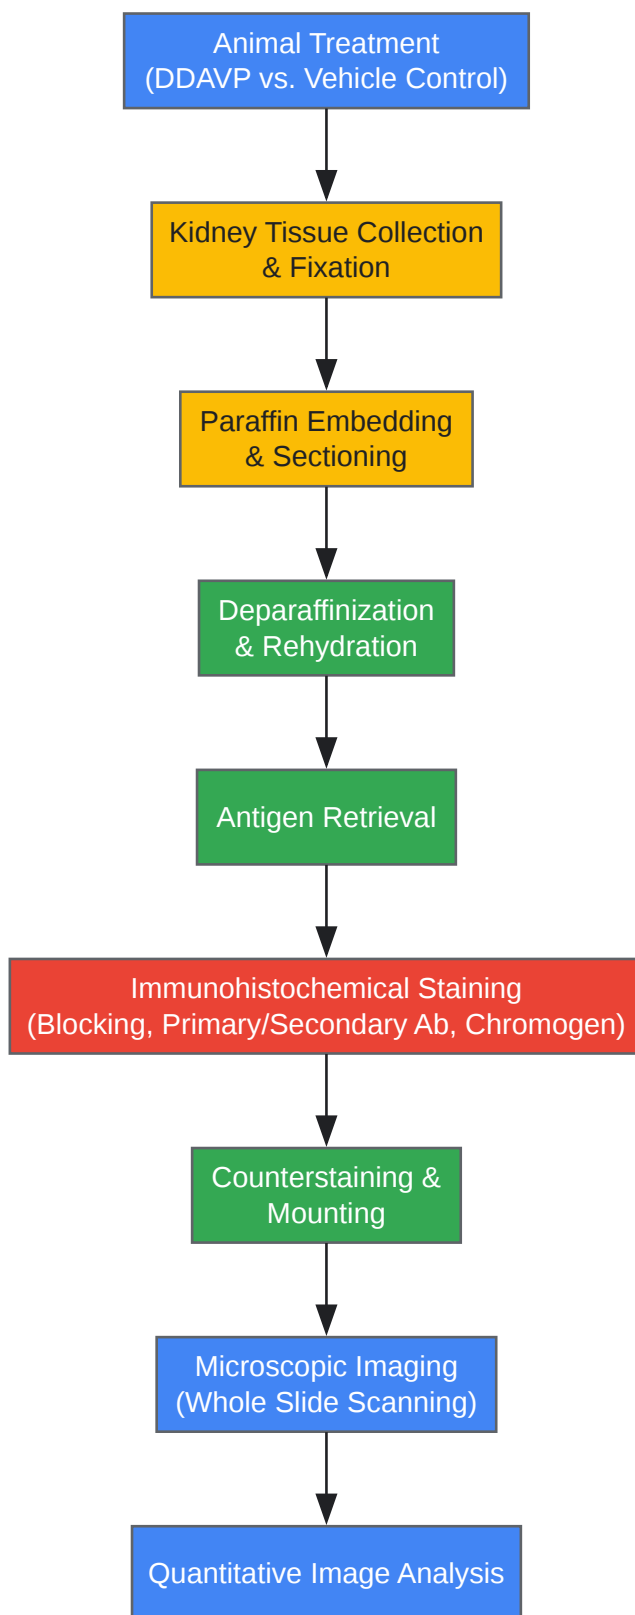 Animal Treatment
(DDAVP vs. Vehicle Control)
Kidney Tissue Collection
& Fixation
Paraffin Embedding
& Sectioning
Deparaffinization
& Rehydration
Antigen Retrieval
Immunohistochemical Staining
(Blocking, Primary/Secondary Ab, Chromogen)
Counterstaining &
Mounting
Microscopic Imaging
(Whole Slide Scanning)
Quantitative Image Analysis